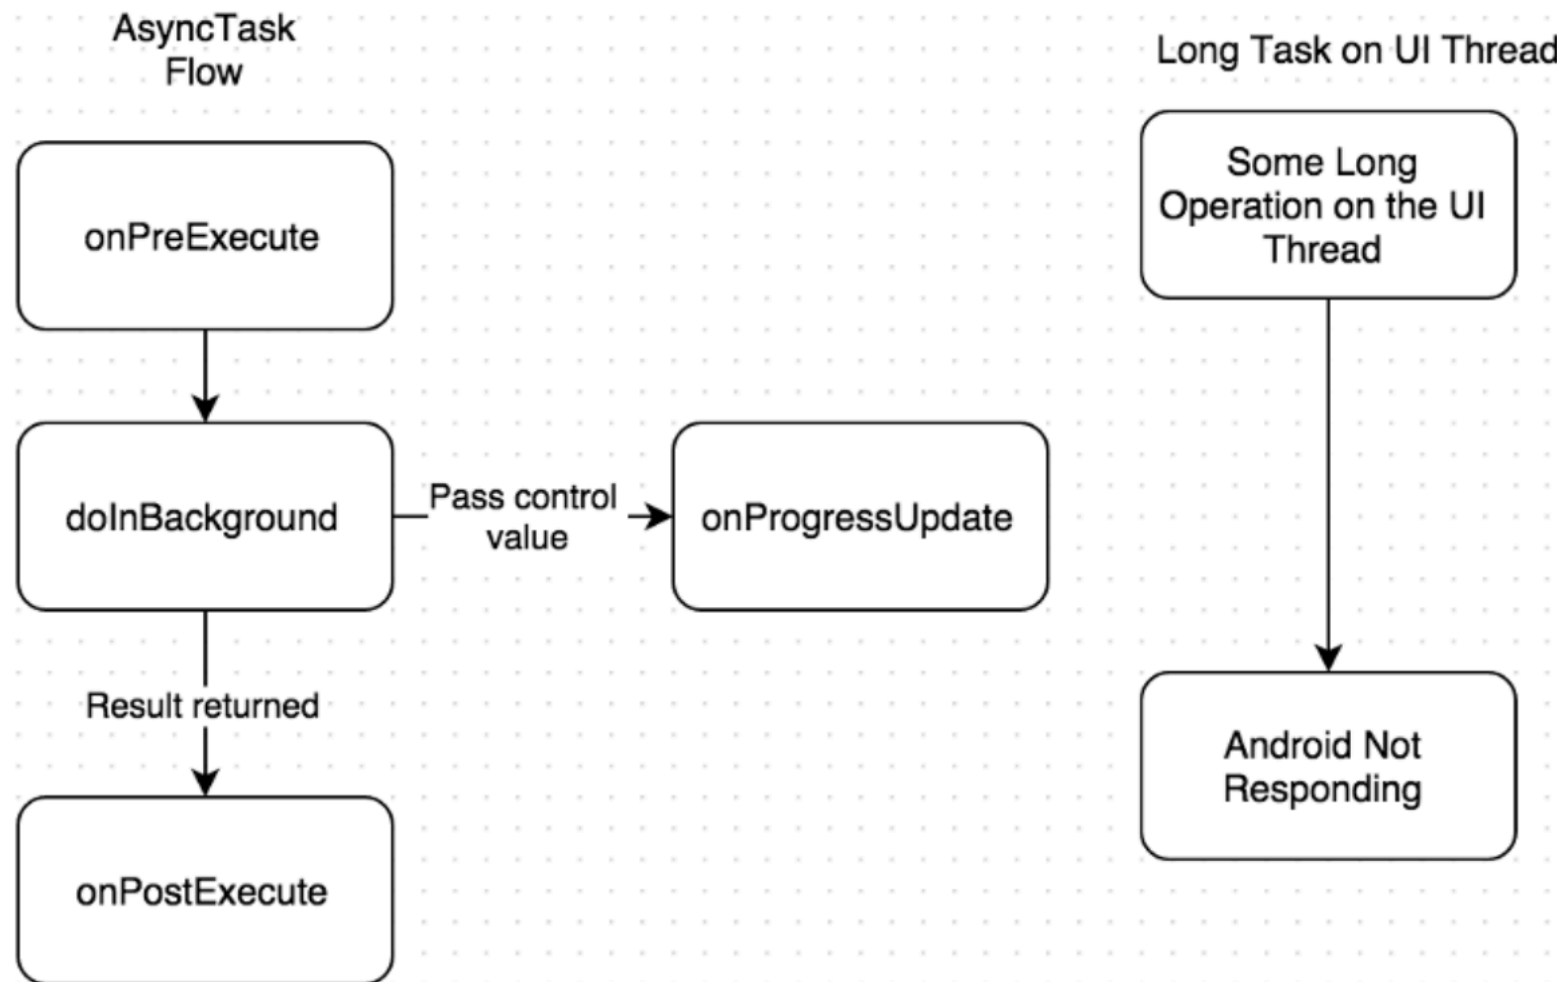 AsyncTask
Flow
onPreExecute
doInBackground
Pass control
value
onProgressUpdate
Result returned
onPostExecute
Long Task on UI Thread
Some Long
Operation on the UI
Thread
Android Not
Responding